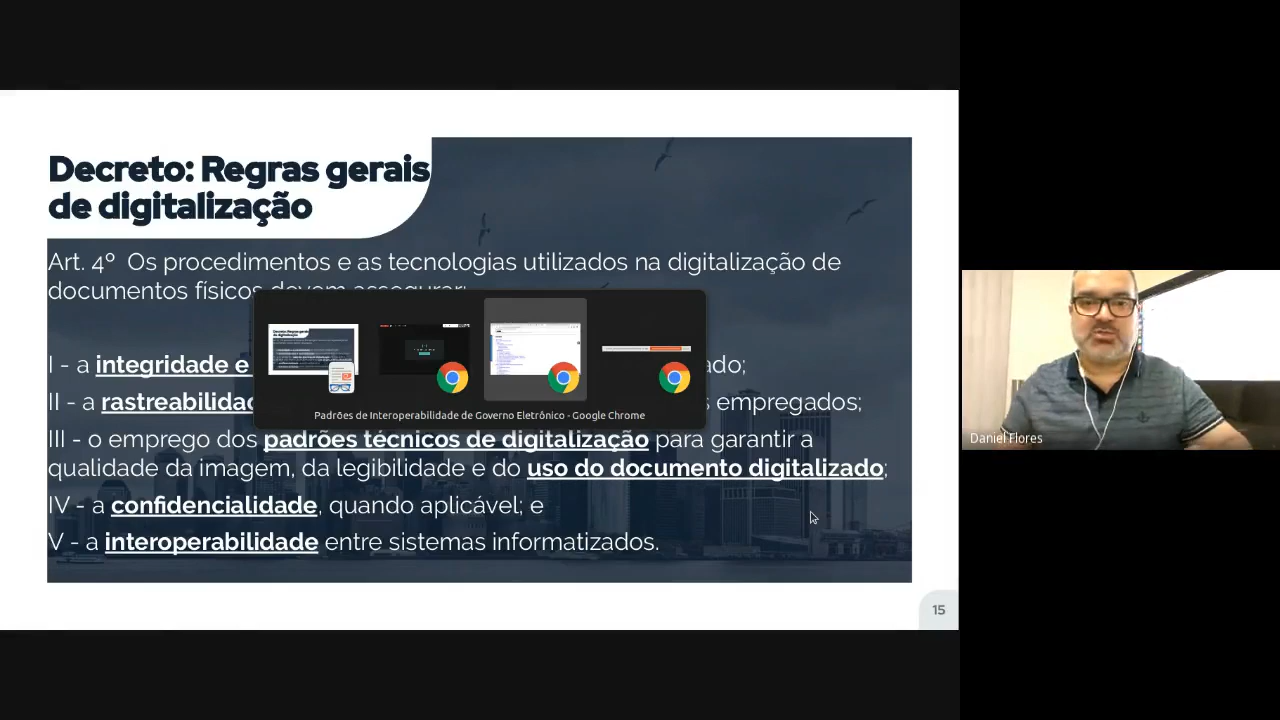 Decreto: Regras gerais
de digitalização
Art. 4º Os procedimentos e as tecnologias utilizados na digitalização de
documentos físicos devem assegurar:
I - a integridade e
ado;
II - a rastreabilidad
s empregados;
Padrões de Interoperabilidade de Governo Eletrônico - Google Chrome
III - o emprego dos padrões técnicos de digitalização para garantir a
qualidade da imagem, da legibilidade e do uso do documento digitalizado;
IV - a confidencialidade, quando aplicável; e
V - a interoperabilidade entre sistemas informatizados.
15
Daniel Flores